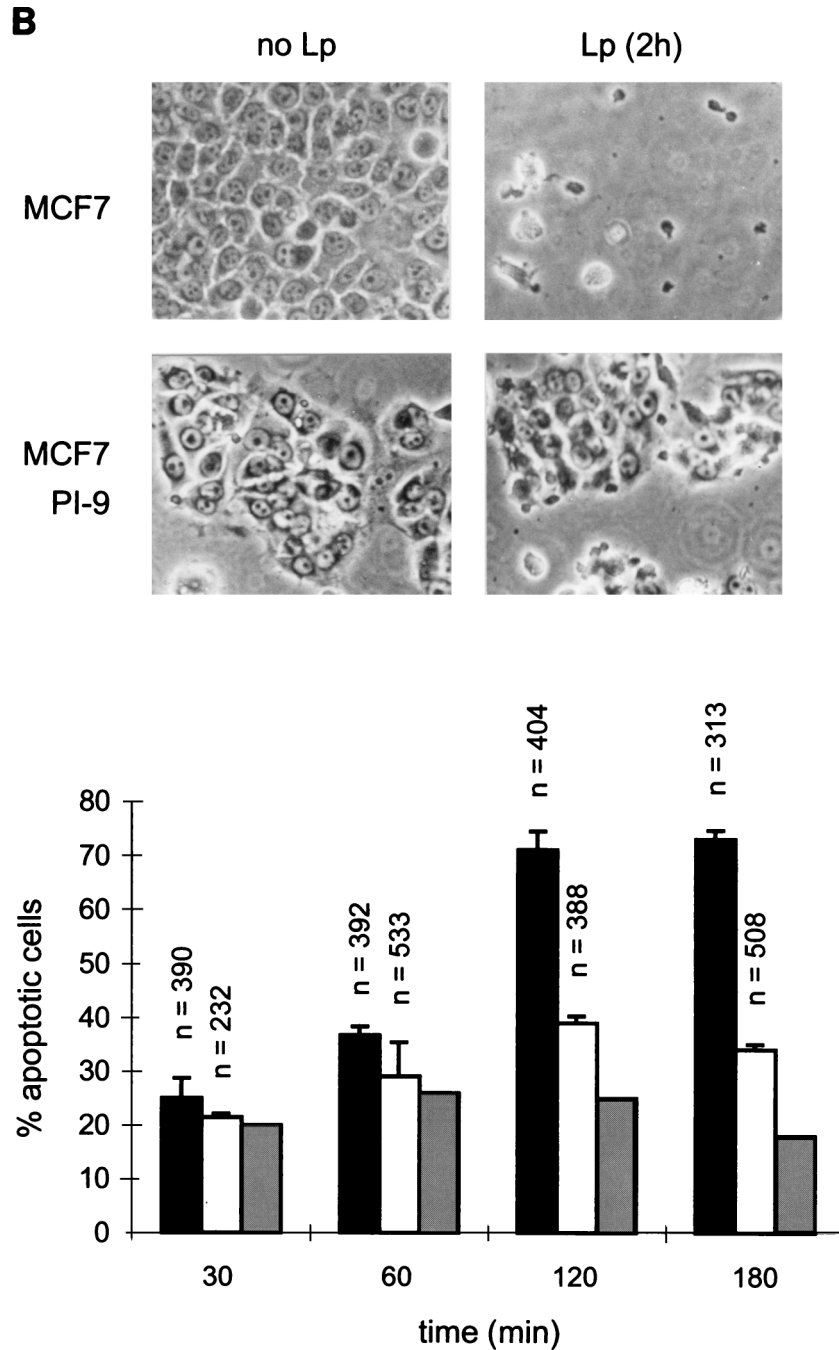 B
no Lp
Lp (2h)
MCF7
MCF7
PI-9
n = 390
n = 232
n = 392
n = 533
n = 404
n = 388
n = 313
n = 508
% apoptotic cells
80
70
60
50
40
30
20
10
0
30
60
120
180
time (min)